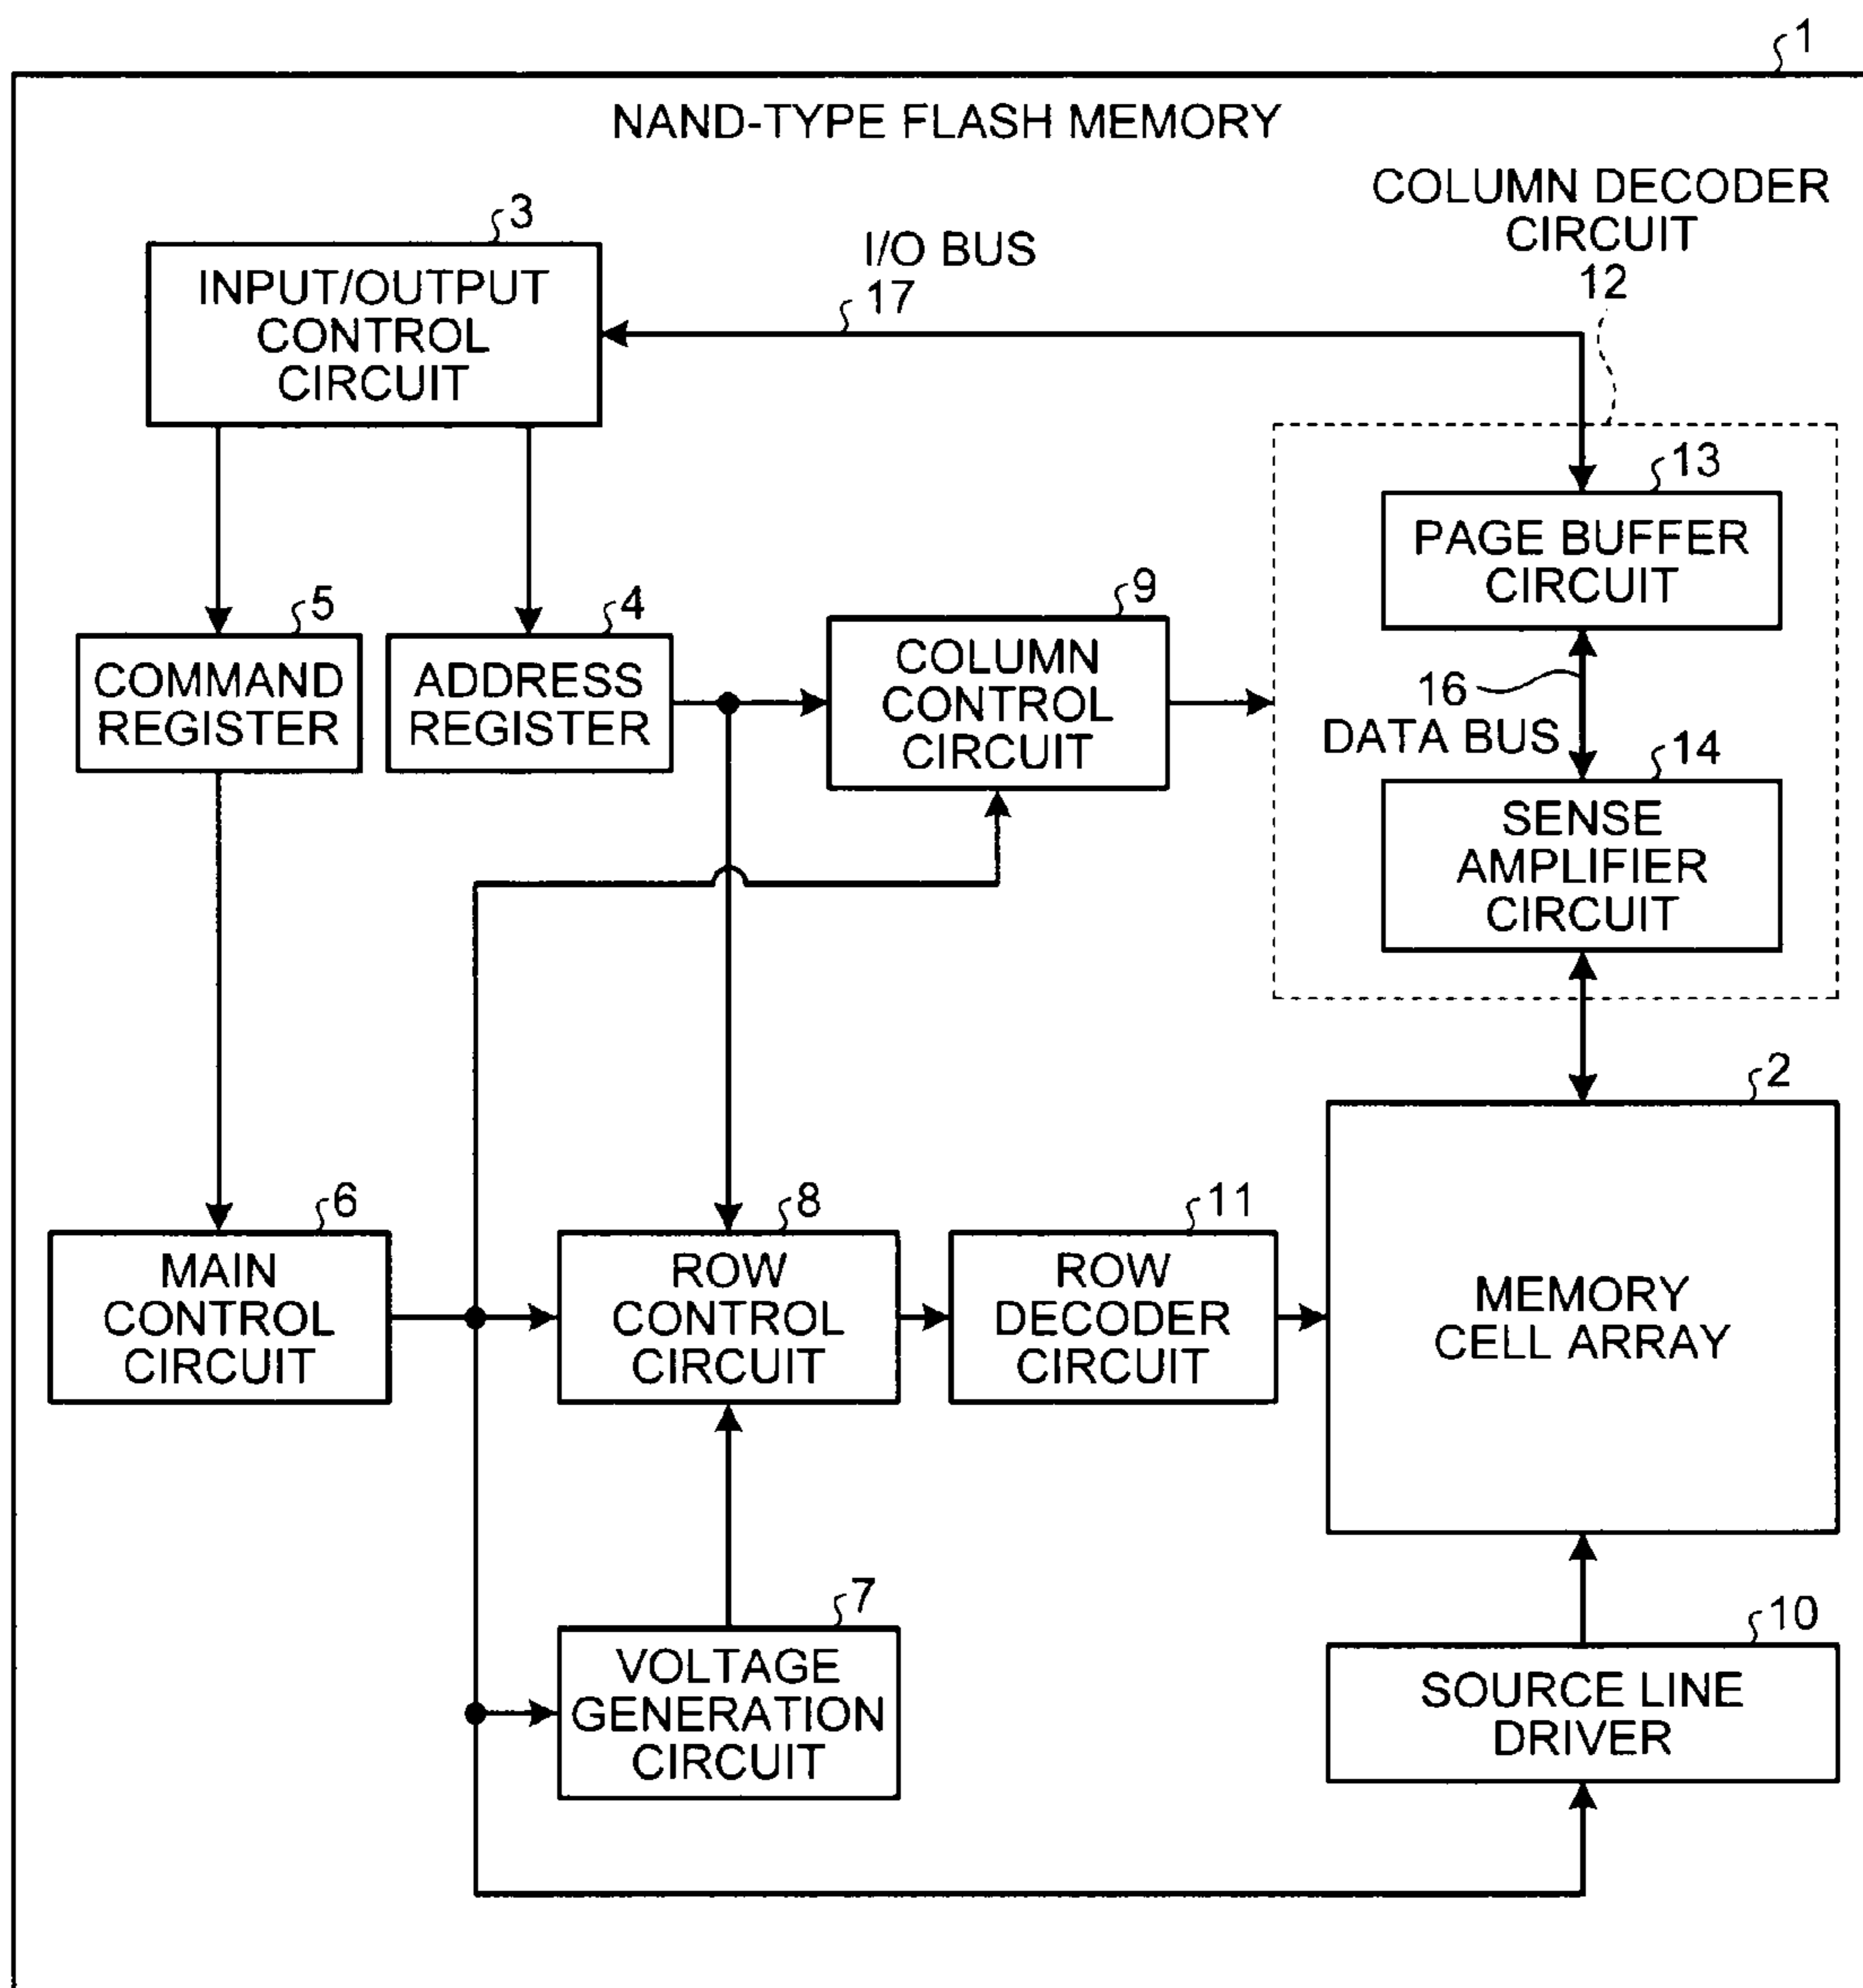 1
NAND-TYPE FLASH MEMORY
COLUMN DECODER
CIRCUIT
12
3
INPUT/OUTPUT
CONTROL
CIRCUIT
I/O BUS
17
13
PAGE BUFFER
CIRCUIT
5
COMMAND
REGISTER
4
ADDRESS
REGISTER
9
COLUMN
CONTROL
CIRCUIT
16
DATA BUS
14
SENSE
AMPLIFIER
CIRCUIT
2
MEMORY
CELL ARRAY
6
MAIN
CONTROL
CIRCUIT
8
ROW
CONTROL
CIRCUIT
11
ROW
DECODER
CIRCUIT
7
VOLTAGE
GENERATION
CIRCUIT
10
SOURCE LINE
DRIVER